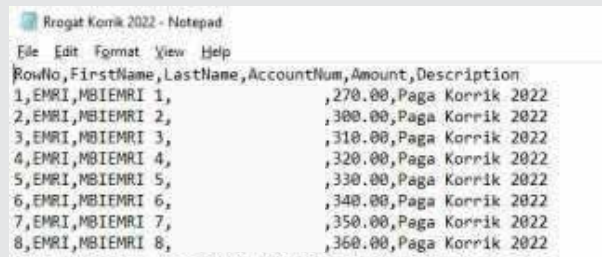 Rrogat Korrik 2022 - Notepad
File Edit Format View Help
RowNo,FirstName,LastName,AccountNum,Amount,Description
1,EMRI,MBIEMRI 1, ,270.00,Paga Korrik 2022
2,EMRI,MBIEMRI 2, ,300.00,Paga Korrik 2022
3,EMRI,MBIEMRI 3, ,310.00,Paga Korrik 2022
4,EMRI,MBIEMRI 4, ,320.00,Paga Korrik 2022
5,EMRI,MBIEMRI 5, ,330.00,Paga Korrik 2022
6,EMRI,MBIEMRI 6, ,340.00,Paga Korrik 2022
7,EMRI,MBIEMRI 7, ,350.00,Paga Korrik 2022
8,EMRI,MBIEMRI 8, ,360.00,Paga Korrik 2022